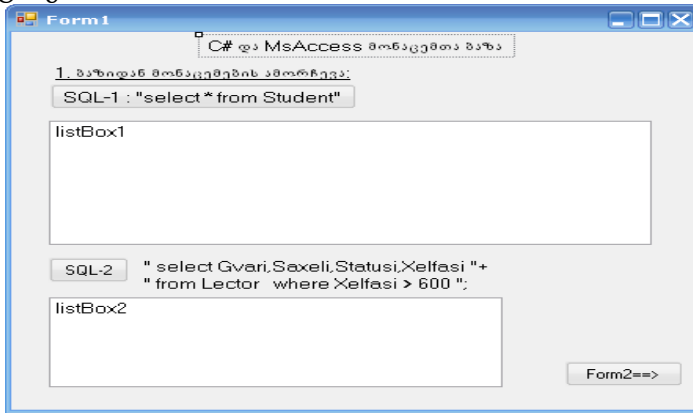 Form1
C# და MsAccess მონაცემთა ბაზა
1. ბაზიდან მონაცემების ამორჩევა:
SQL-1 : "select * from Student"
listBox1
SQL-2
" select Gvari,Saxeli,Statusi,Xelfasi "+
" from Lector where Xelfasi > 600 ";
listBox2
Form2==>